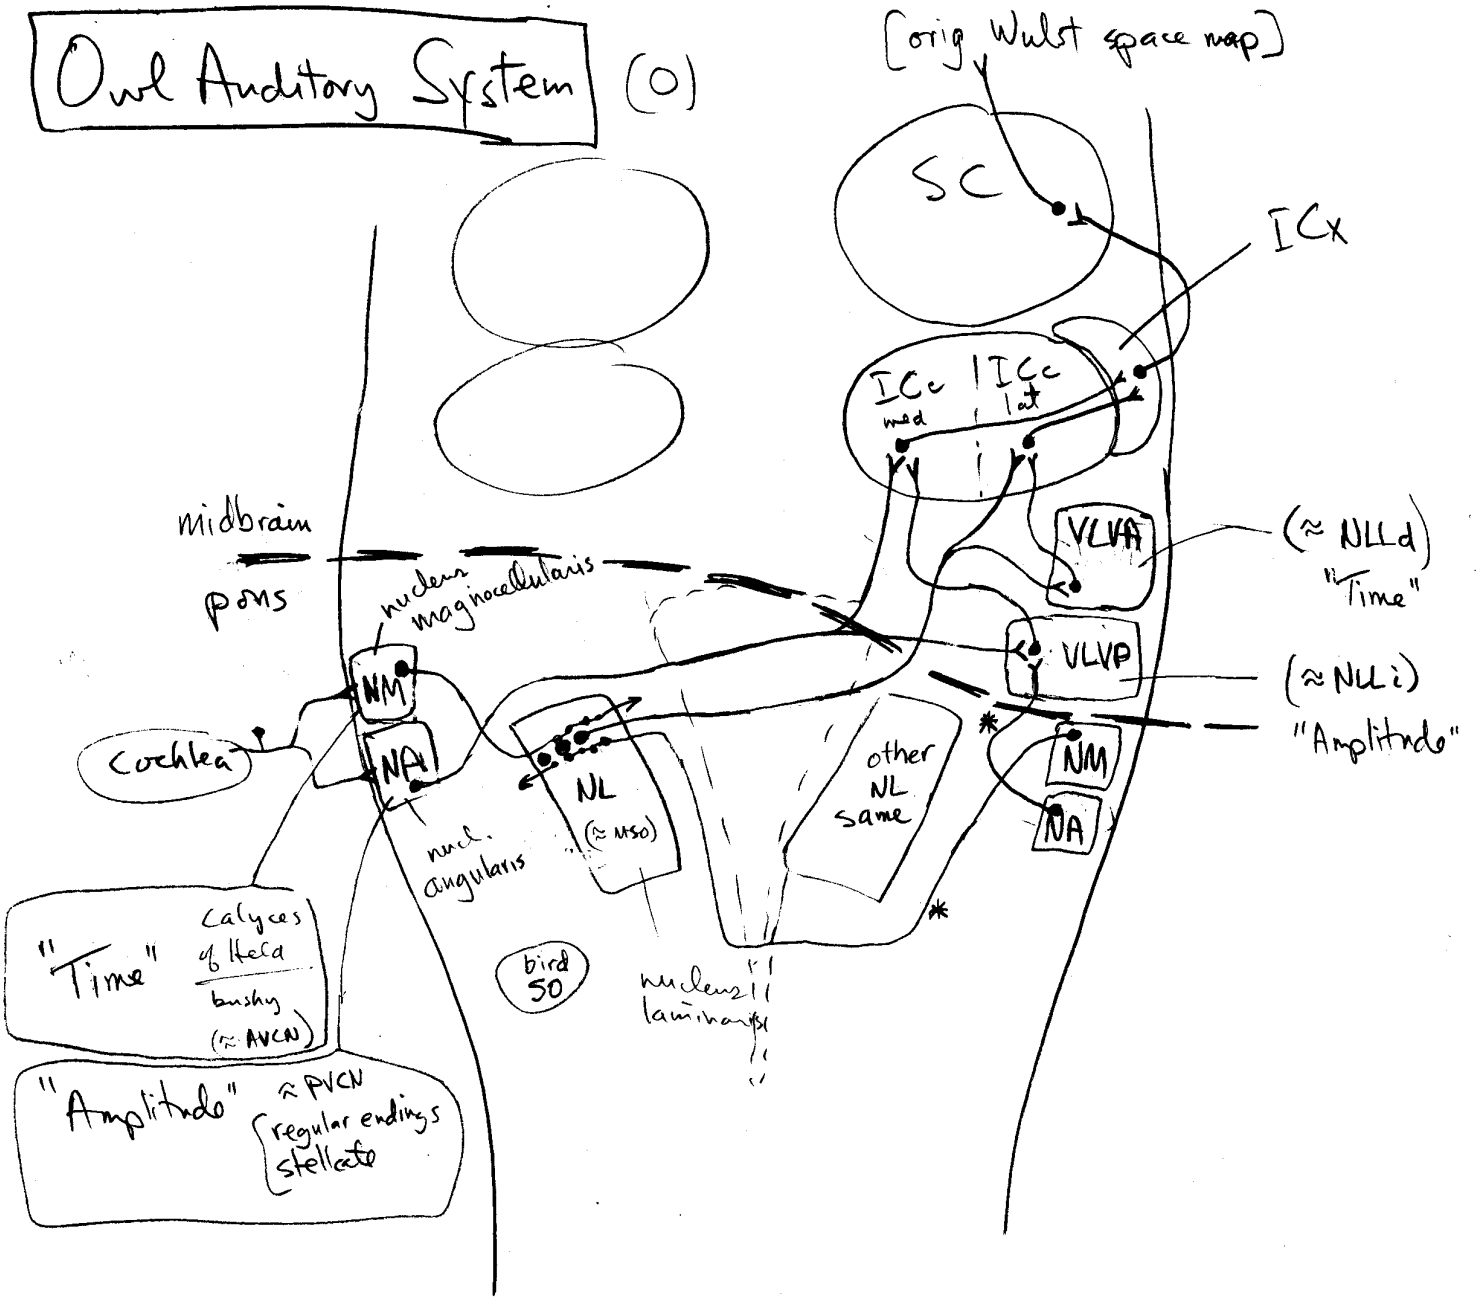 Owl Auditory System
(O)
[orig Wulst space map]
SC
ICx
ICc
med
ICc
lat
midbrain
pons
nucleus
magnocellularis
VLVA
(≈ NLLd)
"Time"
VLVP
(≈ NLLi)
"Amplitude"
NM
NA
Cochlea
NL
(≈ MSO)
other
NL
same
*
NM
NA
*
nucl.
angularis
bird
50
nucleus
laminaris
"Time"
Calyces
of Held
bushy
(≈ AVCN)
"Amplitude"
≈ PVCN
regular endings
stellate